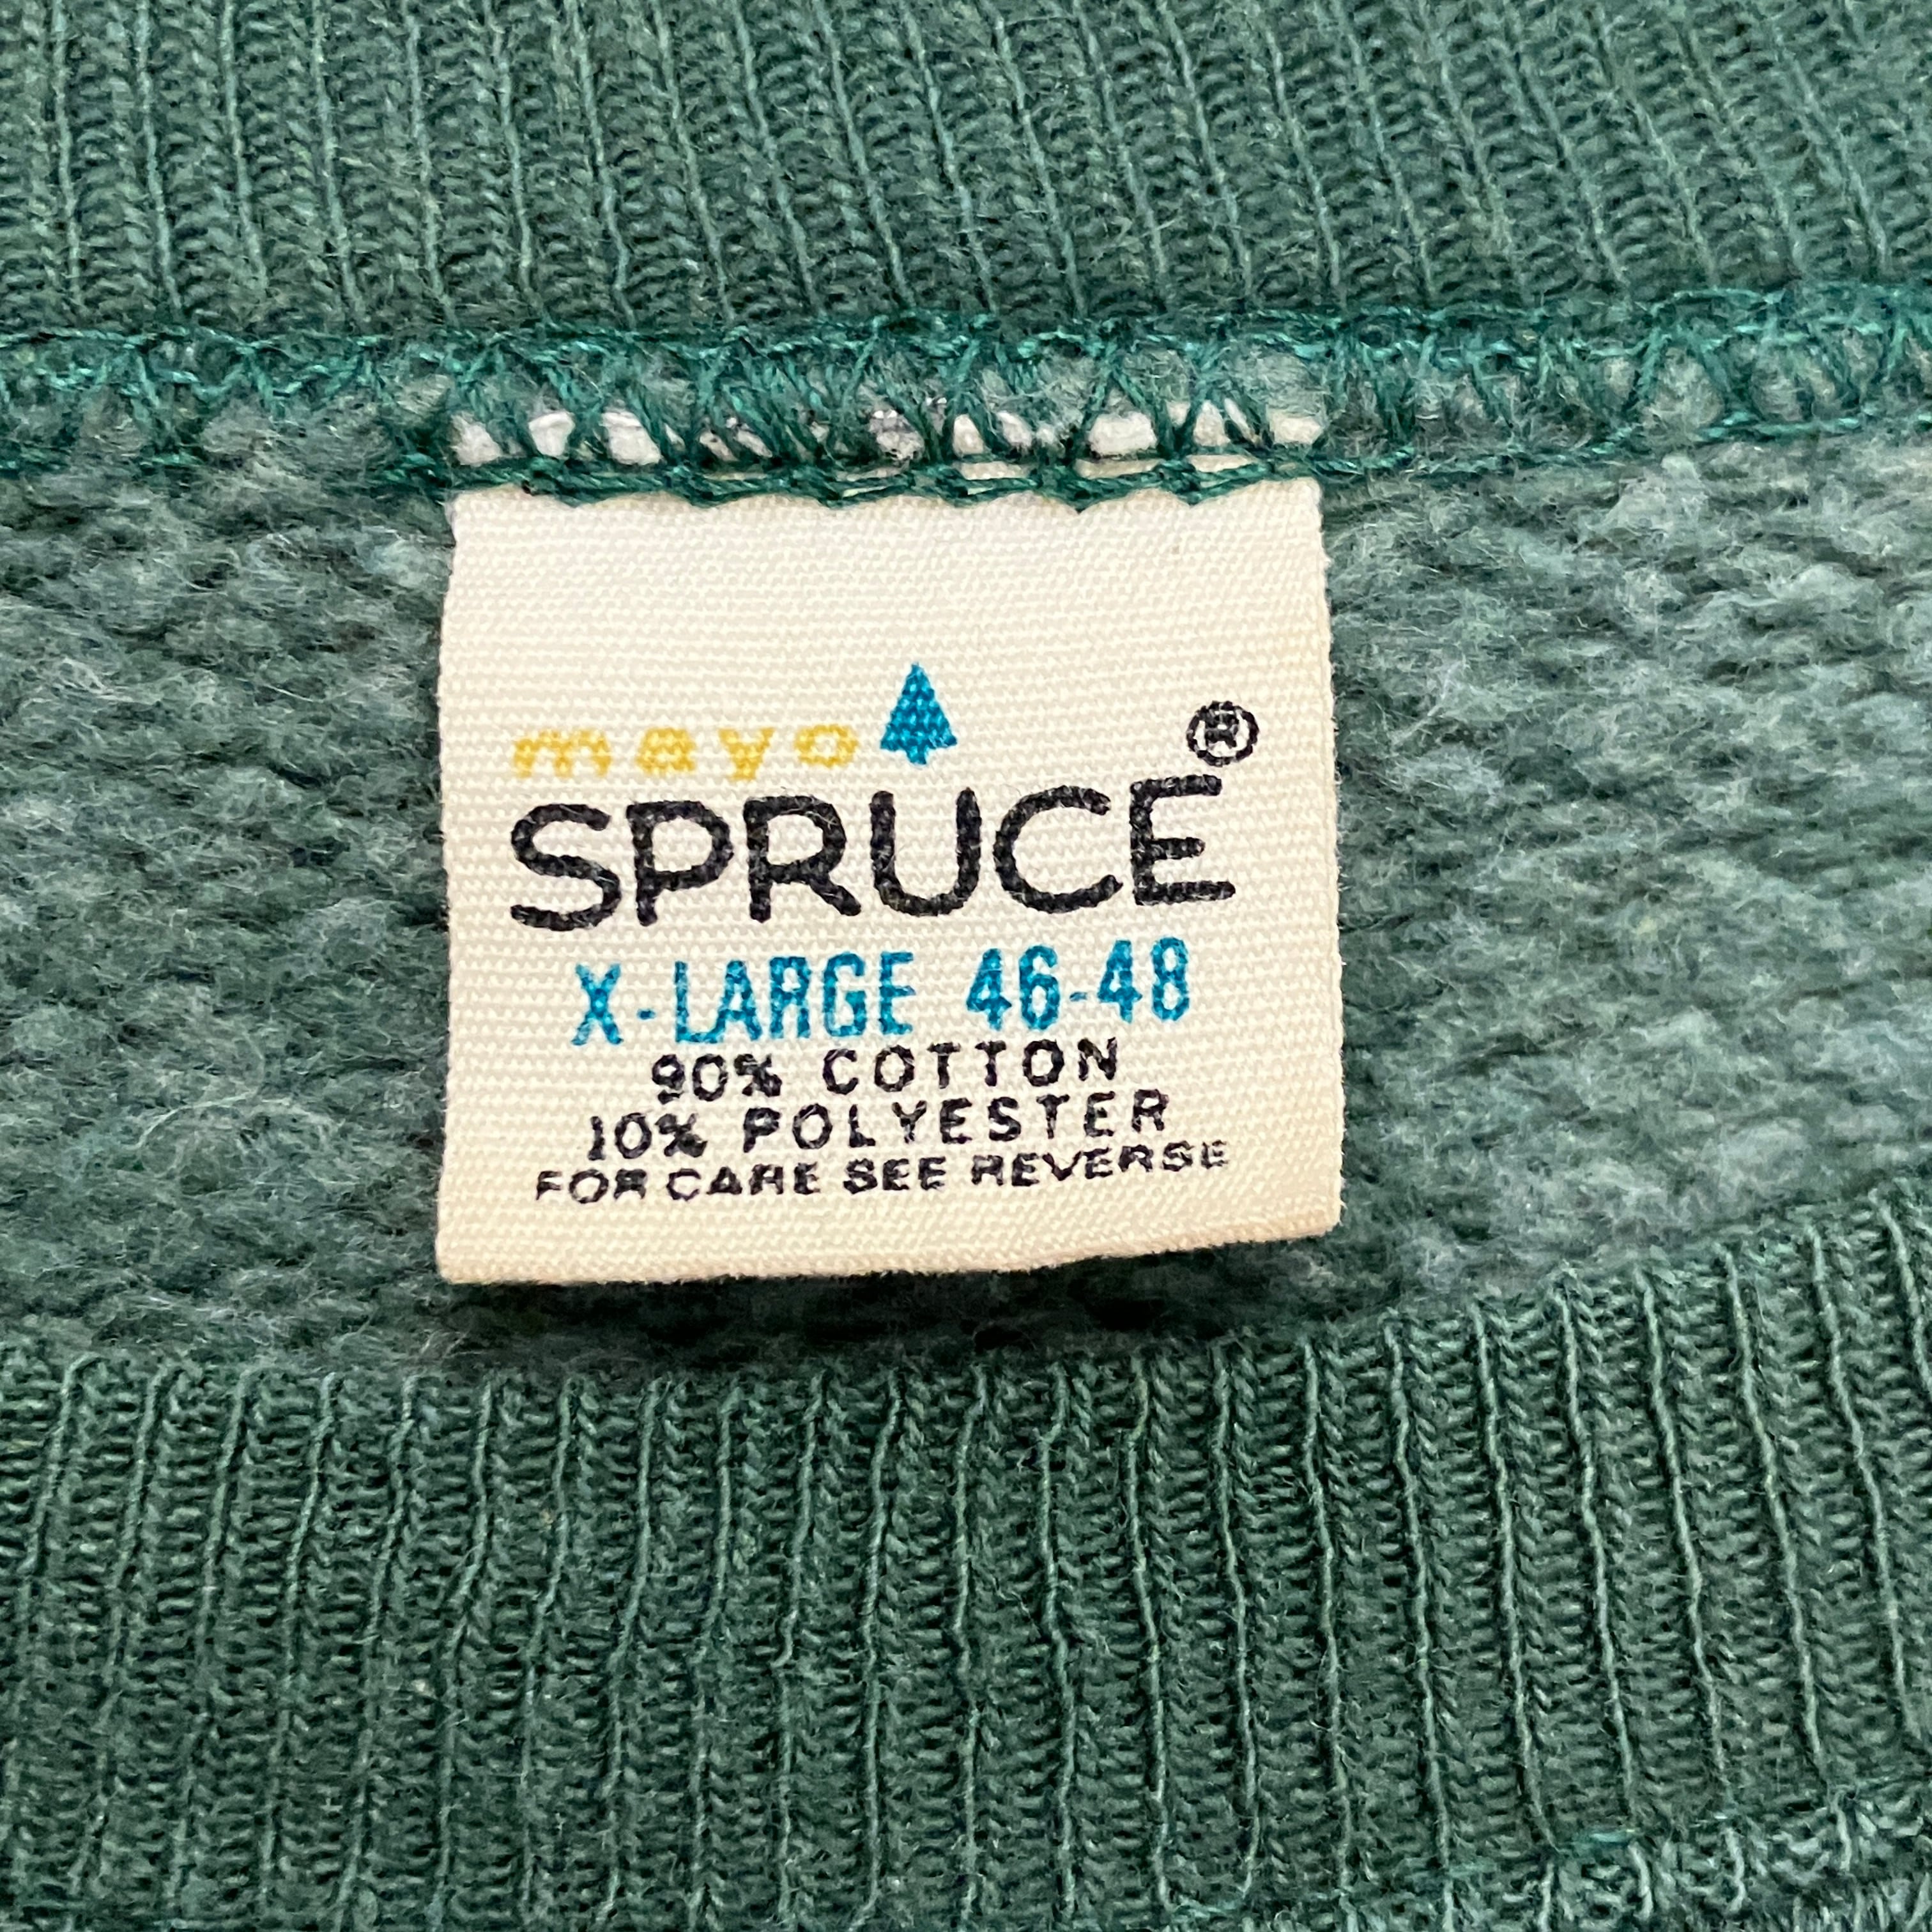 mayo
SPRUCE®
X-LARGE 46-48
90% COTTON
10% POLYESTER
FOR CARE SEE REVERSE